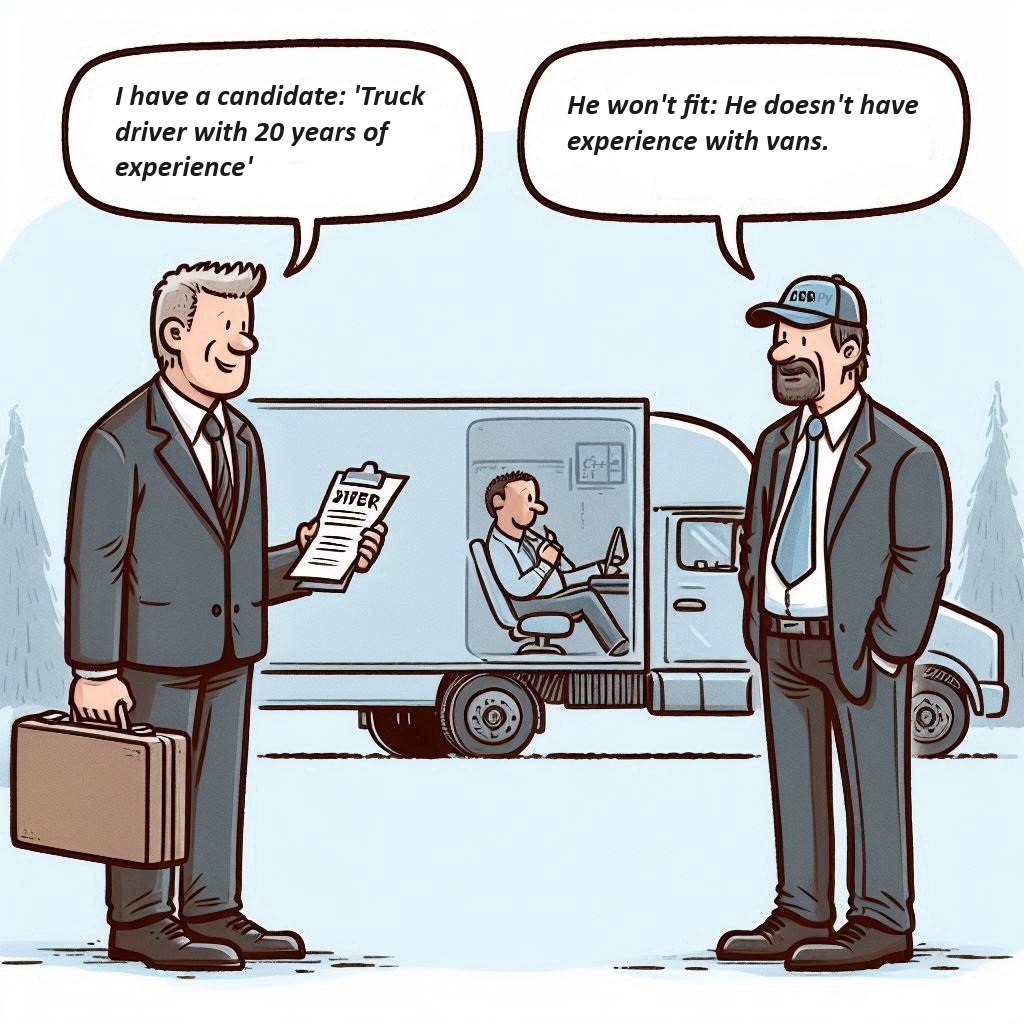 I have a candidate: 'Truck
driver with 20 years of
experience'
He won't fit: He doesn't have
experience with vans.